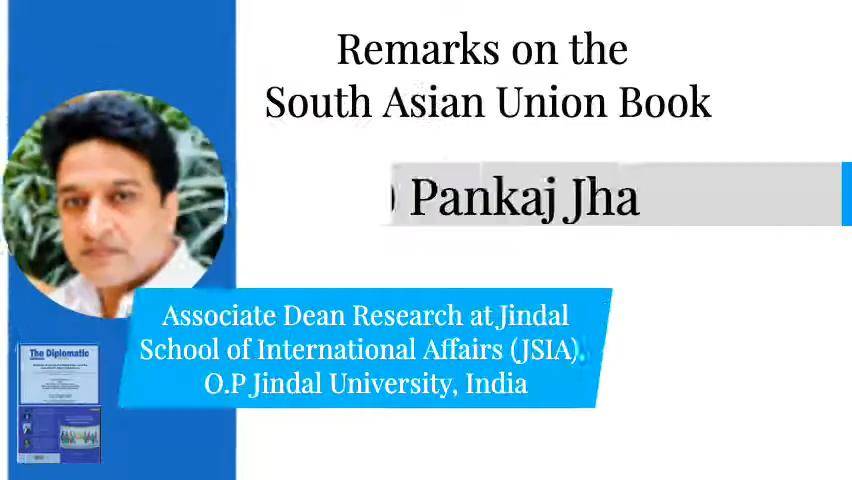 Remarks on the
South Asian Union Book
Pankaj Jha
Associate Dean Research at Jindal
School of International Affairs (JSIA),
O.P Jindal University, India
The Diplomatic